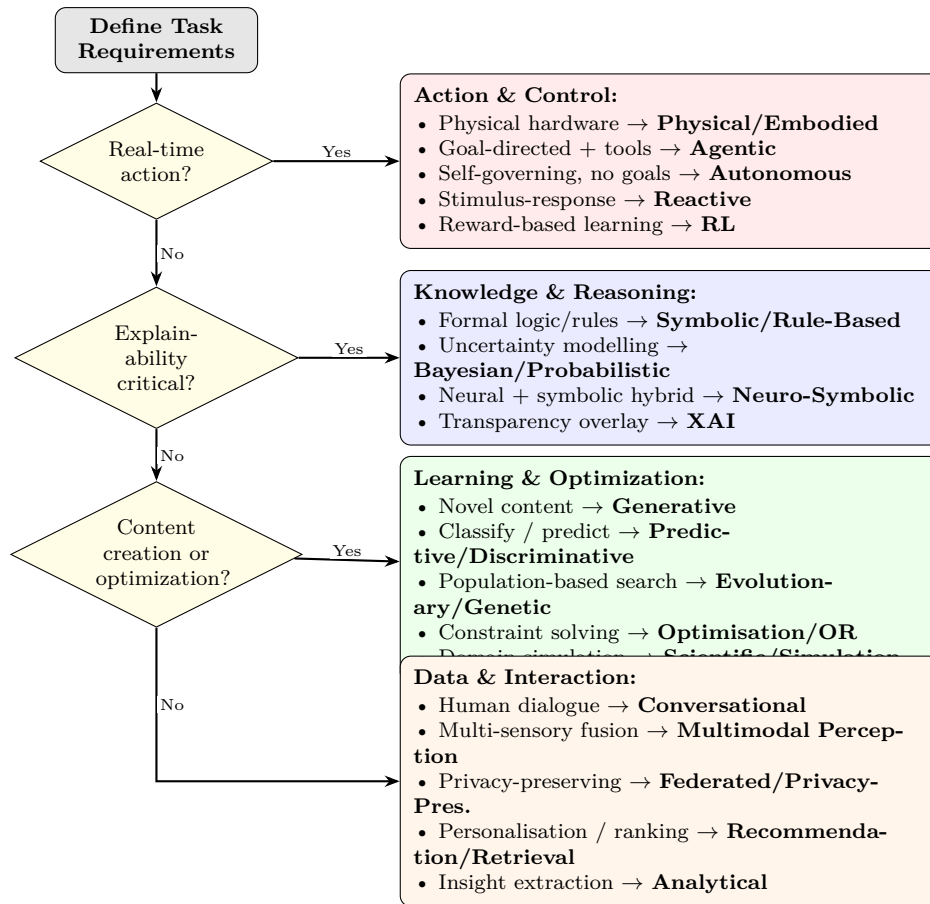 Define Task
Requirements
Real-time
action?
Yes
Action & Control:
• Physical hardware → Physical/Embodied
• Goal-directed + tools → Agentic
• Self-governing, no goals → Autonomous
• Stimulus-response → Reactive
• Reward-based learning → RL
No
Explain-
ability
critical?
Yes
Knowledge & Reasoning:
• Formal logic/rules → Symbolic/Rule-Based
• Uncertainty modelling →
Bayesian/Probabilistic
• Neural + symbolic hybrid → Neuro-Symbolic
• Transparency overlay → XAI
No
Content
creation or
optimization?
Yes
Learning & Optimization:
• Novel content → Generative
• Classify / predict → Predic-
tive/Discriminative
• Population-based search → Evolution-
ary/Genetic
• Constraint solving → Optimisation/OR
• Domain simulation → Scientific/Simulation
No
Data & Interaction:
• Human dialogue → Conversational
• Multi-sensory fusion → Multimodal Percep-
tion
• Privacy-preserving → Federated/Privacy-
Pres.
• Personalisation / ranking → Recommenda-
tion/Retrieval
• Insight extraction → Analytical